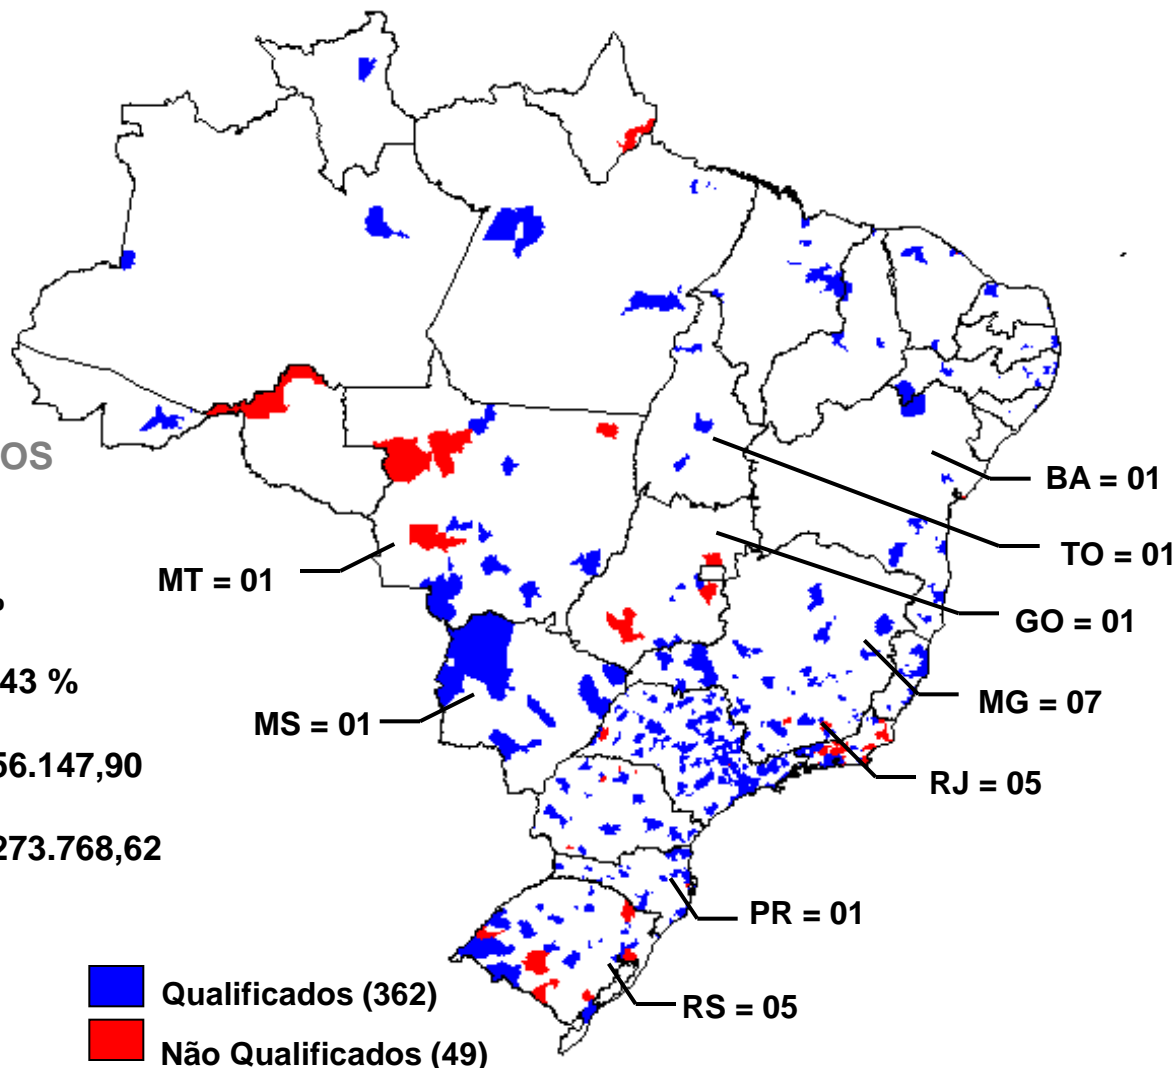 OS
BA = 01
TO = 01
MT = 01
GO = 01
43 %
MG = 07
MS = 01
56.147,90
RJ = 05
273.768,62
PR = 01
Qualificados (362)
RS = 05
Não Qualificados (49)